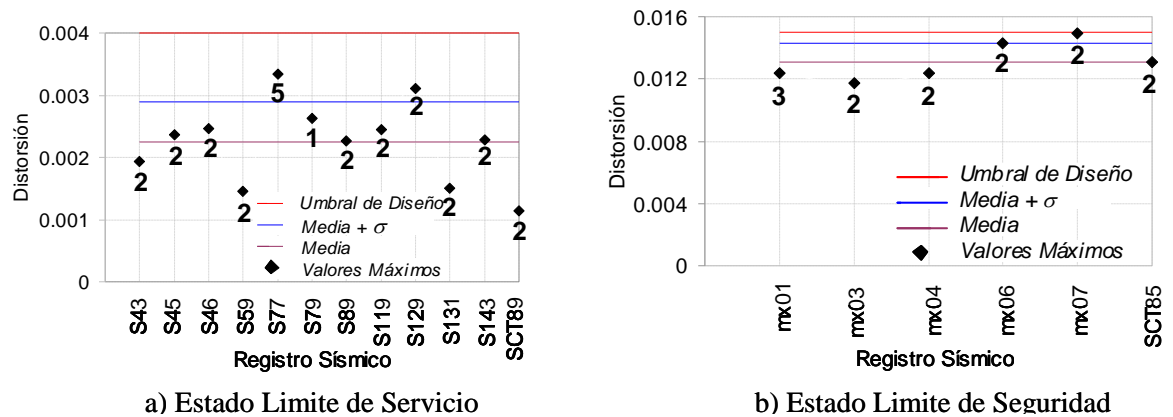 0.004
0.003
0.002
0.001
0
Distorsión
2
2
2
2
5
1
2
2
2
2
2
2
Umbral de Diseño
Media + σ
Media
Valores Máximos
S43
S45
S46
S59
S77
S79
S89
S119
S129
S131
S143
SCT89
Registro Sísmico
a) Estado Limite de Servicio
0.016
0.012
0.008
0.004
0
Distorsión
3
2
2
2
2
2
Umbral de Diseño
Media + σ
Media
Valores Máximos
mx01
mx03
mx04
mx06
mx07
SCT85
Registro Sísmico
b) Estado Limite de Seguridad